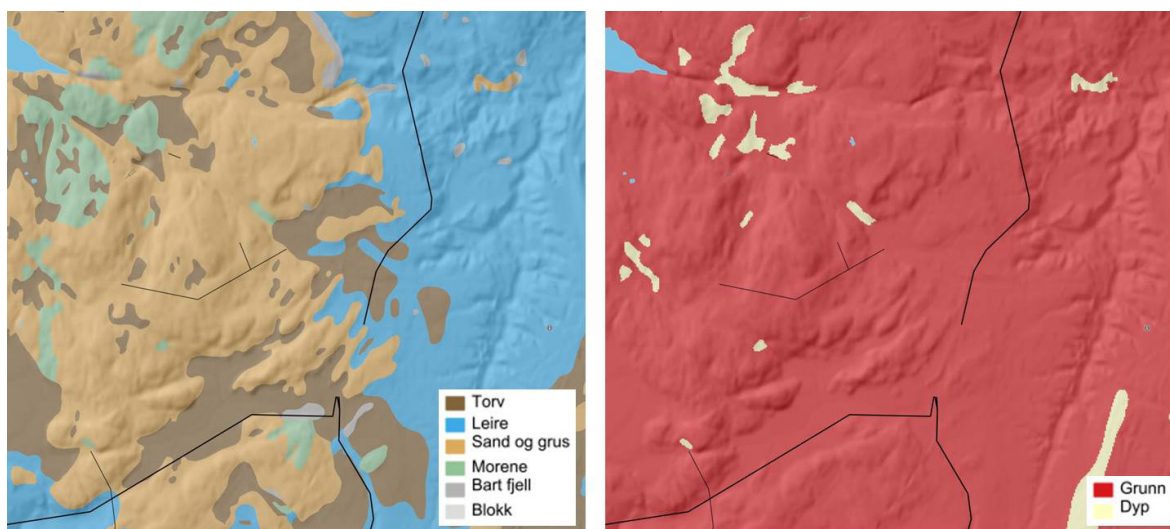 Torv
Leire
Sand og grus
Morene
Bart fjell
Blokk
Grunn
Dyp